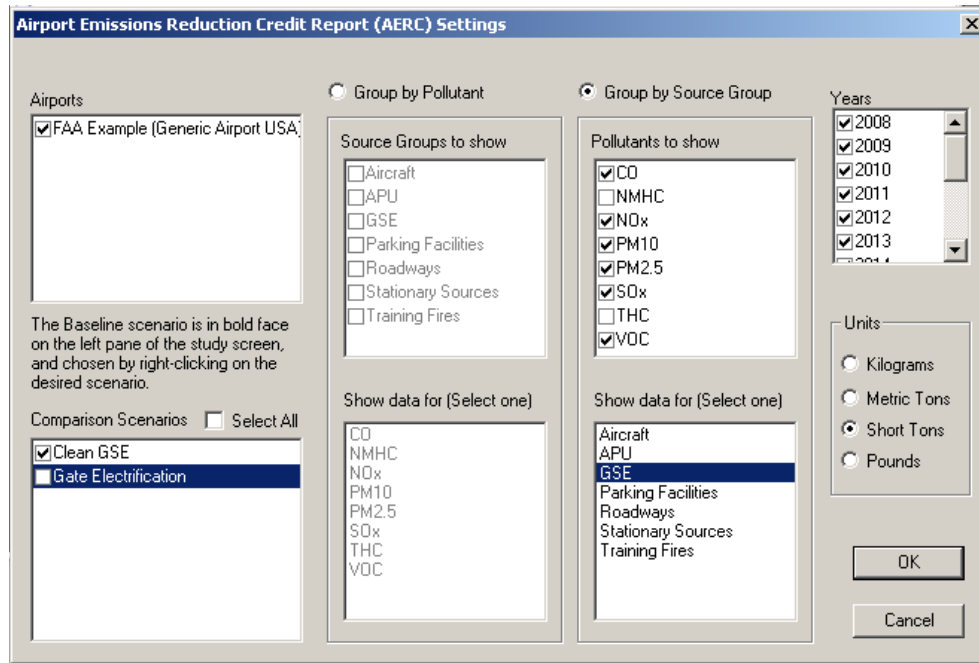 Airport Emissions Reduction Credit Report (AERC) Settings
Airports
FAA Example (Generic Airport USA)
The Baseline scenario is in bold face
on the left pane of the study screen,
and chosen by right-clicking on the
desired scenario.
Comparison Scenarios
Select All
Clean GSE
Gate Electrification
Group by Pollutant
Source Groups to show
Aircraft
APU
GSE
Parking Facilities
Roadways
Stationary Sources
Training Fires
Show data for (Select one)
CO
NMHC
NOx
PM10
PM2.5
SOx
THC
VOC
Group by Source Group
Pollutants to show
CO
NMHC
NOx
PM10
PM2.5
SOx
THC
VOC
Show data for (Select one)
Aircraft
APU
GSE
Parking Facilities
Roadways
Stationary Sources
Training Fires
Years
2008
2009
2010
2011
2012
2013
Units
Kilograms
Metric Tons
Short Tons
Pounds
OK
Cancel